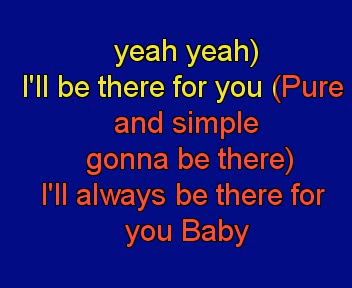 yeah yeah)
I'll be there for you (Pure
and simple
gonna be there)
I'll always be there for
you Baby